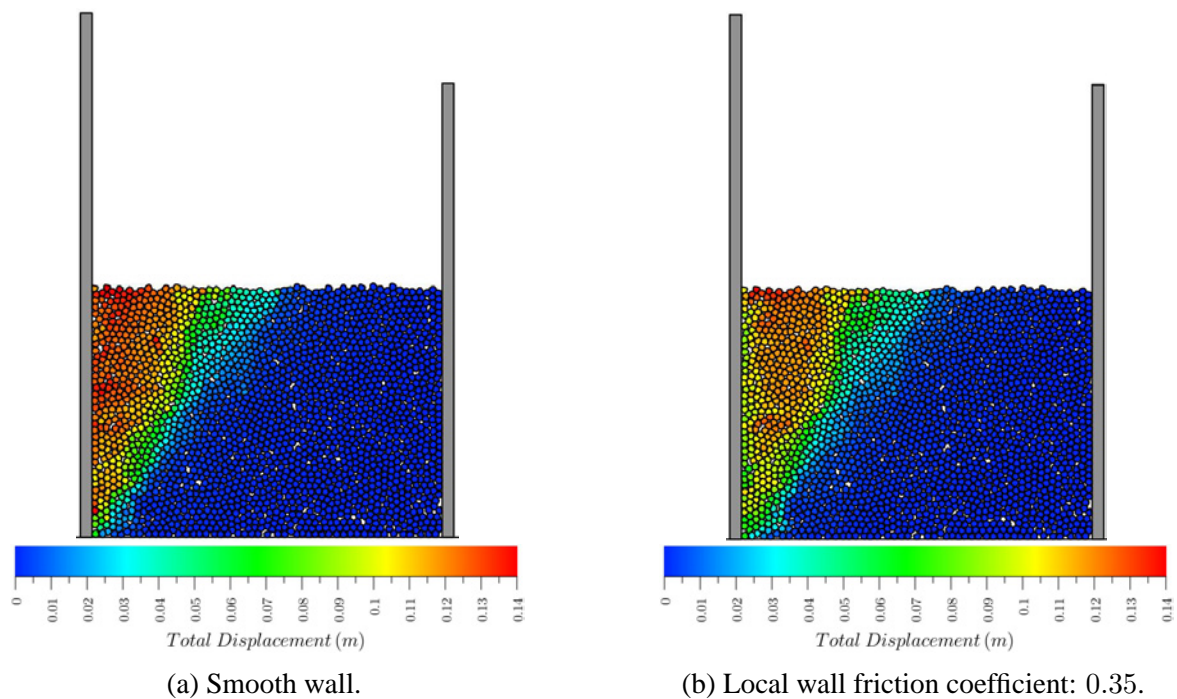 0 0.01 0.02 0.03 0.04 0.05 0.06 0.07 0.08 0.09 0.1 0.11 0.12 0.13 0.14
Total Displacement (m)
(a) Smooth wall.
0 0.01 0.02 0.03 0.04 0.05 0.06 0.07 0.08 0.09 0.1 0.11 0.12 0.13 0.14
Total Displacement (m)
(b) Local wall friction coefficient: 0.35.